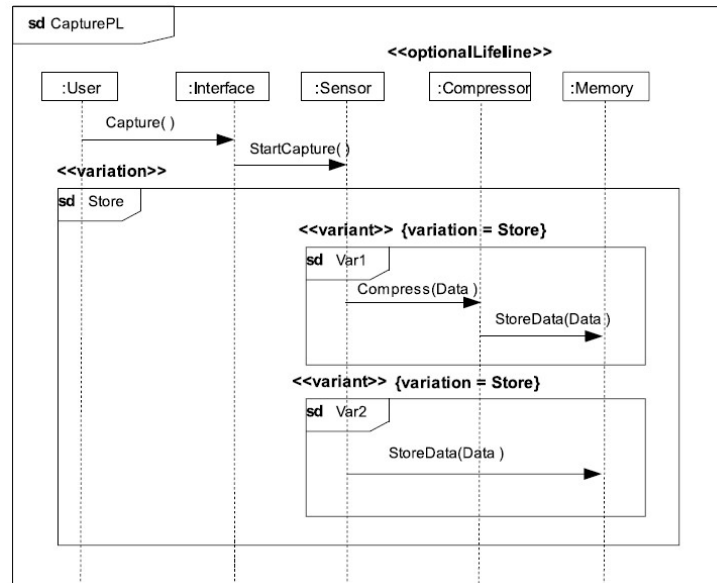 sd CapturePL
<<optionalLifeline>>
:User :Interface :Sensor :Compressor :Memory
Capture( )
StartCapture( )
<<variation>>
sd Store
<<variant>> {variation = Store}
sd Var1
Compress(Data )
StoreData(Data )
<<variant>> {variation = Store}
sd Var2
StoreData(Data )